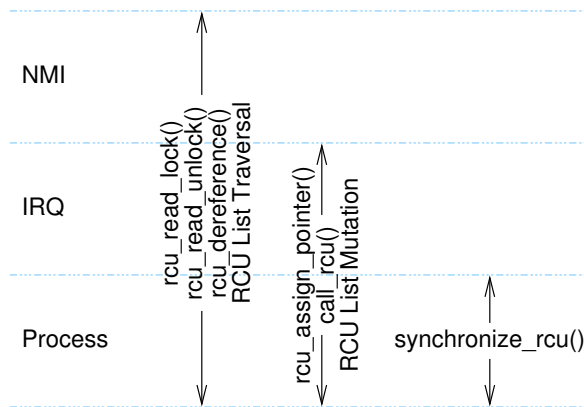 NMI
rcu_read_lock()
rcu_read_unlock()
rcu_dereference()
RCU List Traversal
IRQ
rcu_assign_pointer()
call_rcu()
RCU List Mutation
Process
synchronize_rcu()